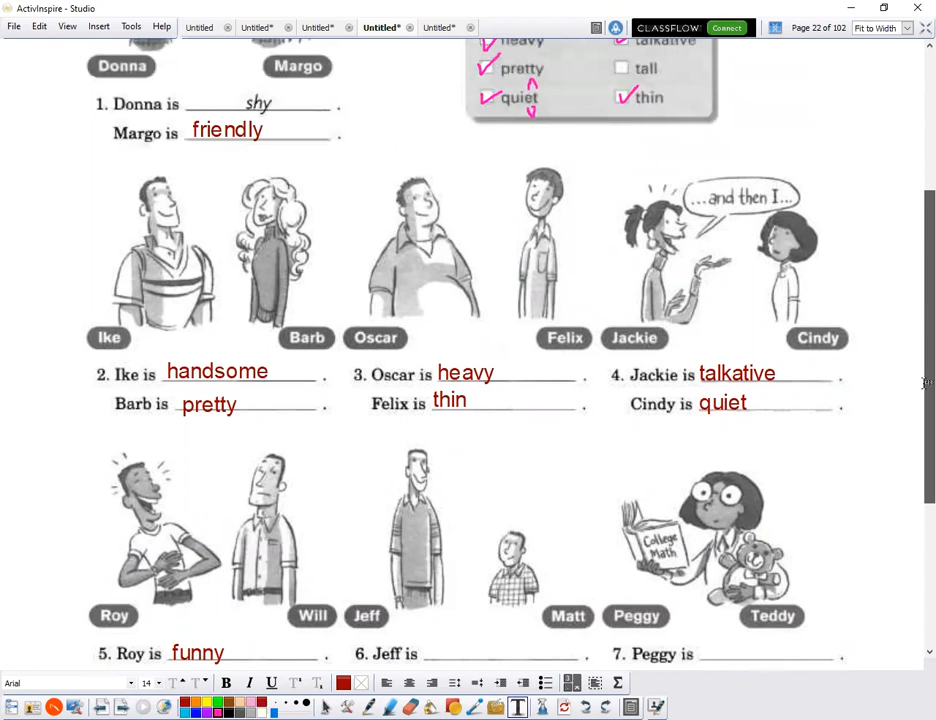 ActivInspire - Studio
File Edit View Insert Tools Help Untitled Untitled* Untitled* Untitled* Untitled* CLASSFLOW Connect Page 22 of 102 Fit to Width
heavy talkative
pretty tall
quiet thin
Donna Margo
1. Donna is shy .
Margo is friendly .
...and then I...
Ike Barb Oscar Felix Jackie Cindy
2. Ike is handsome .
Barb is pretty .
3. Oscar is heavy .
Felix is thin .
4. Jackie is talkative .
Cindy is quiet .
College
Math
Roy Will Jeff Matt Peggy Teddy
5. Roy is funny .
6. Jeff is .
7. Peggy is .
Arial 14 B I U